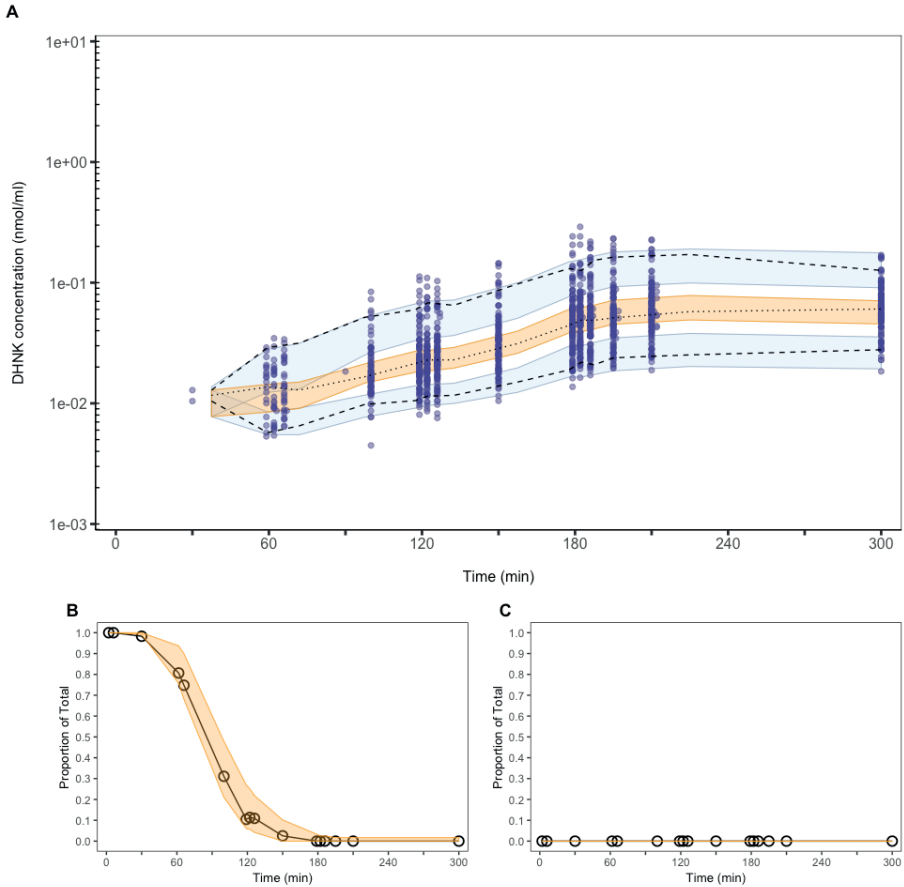 A
DHNK concentration (nmol/ml)
1e+01
1e+00
1e-01
1e-02
1e-03
0 60 120 180 240 300
Time (min)
B
Proportion of Total
1.0
0.9
0.8
0.7
0.6
0.5
0.4
0.3
0.2
0.1
0.0
0 60 120 180 240 300
Time (min)
C
Proportion of Total
1.0
0.9
0.8
0.7
0.6
0.5
0.4
0.3
0.2
0.1
0.0
0 60 120 180 240 300
Time (min)